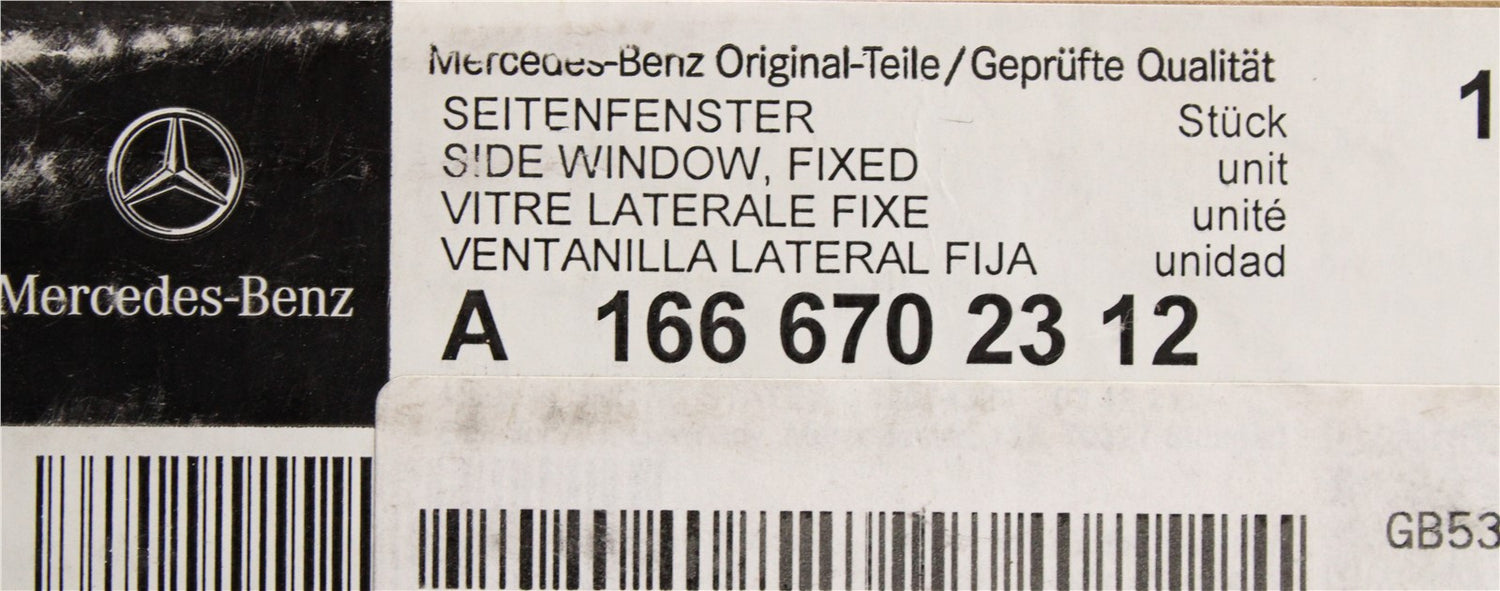 Mercedes-Benz Original-Teile/Geprüfte Qualität
SEITENFENSTER Stück 1
SIDE WINDOW, FIXED unit
VITRE LATERALE FIXE unité
VENTANILLA LATERAL FIJA unidad
A 166 670 23 12
Mercedes-Benz
GB53